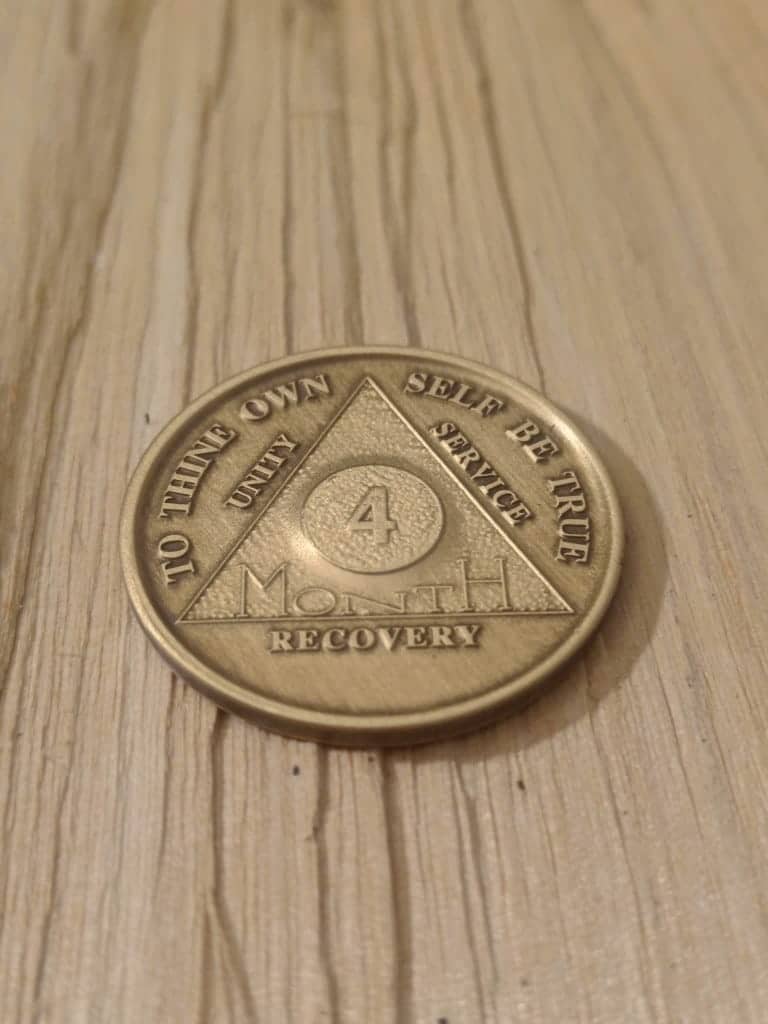 TO THINE OWN SELF BE TRUE
UNITY
SERVICE
4
MONTH
RECOVERY